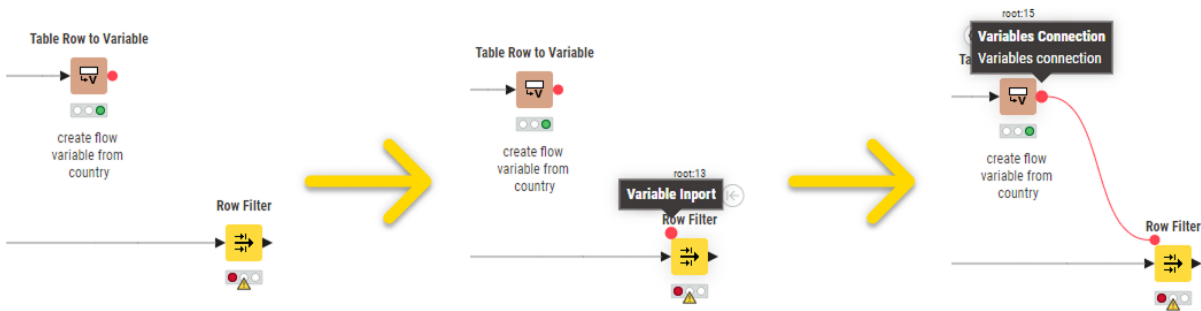 Table Row to Variable
V
create flow
variable from
country
Row Filter
Table Row to Variable
V
create flow
variable from
country
root:13
Variable Inport
Row Filter
root:15
Variables Connection
Variables connection
Ta
V
create flow
variable from
country
Row Filter